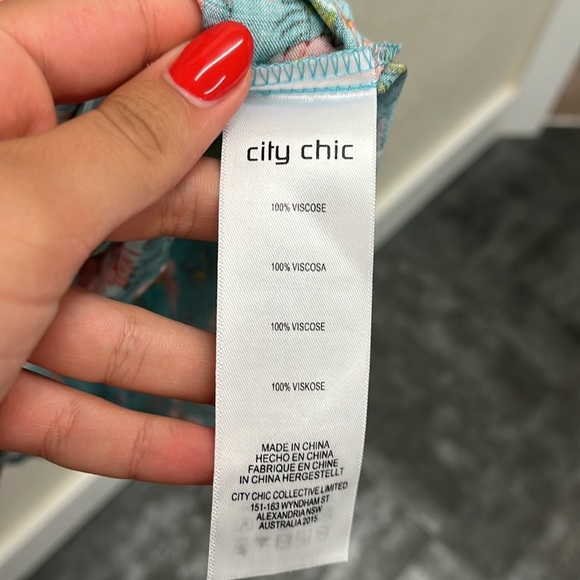 city chic
100% VISCOSE
100% VISCOSA
100% VISCOSE
100% VISKOSE
MADE IN CHINA
HECHO EN CHINA
FABRIQUE EN CHINE
IN CHINA HERGESTELLT
CITY CHIC COLLECTIVE LIMITED
151-163 WYNDHAM ST
ALEXANDRIA NSW
AUSTRALIA 2015